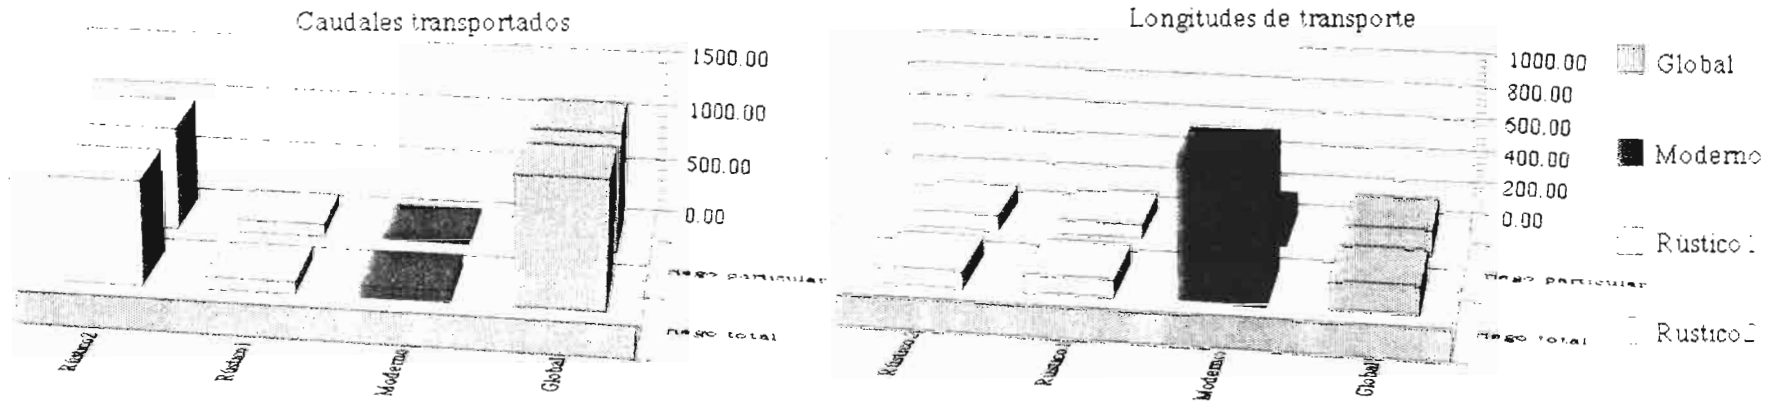 Caudales transportados
1500.00
1000.00
500.00
0.00
riego particular
riego total
Rústico2
Rústico1
Moderno
Global
Longitudes de transporte
1000.00
800.00
600.00
400.00
200.00
0.00
riego particular
riego total
Rústico2
Rústico1
Moderno
Global
Global
Moderno
Rústico1
Rustico2